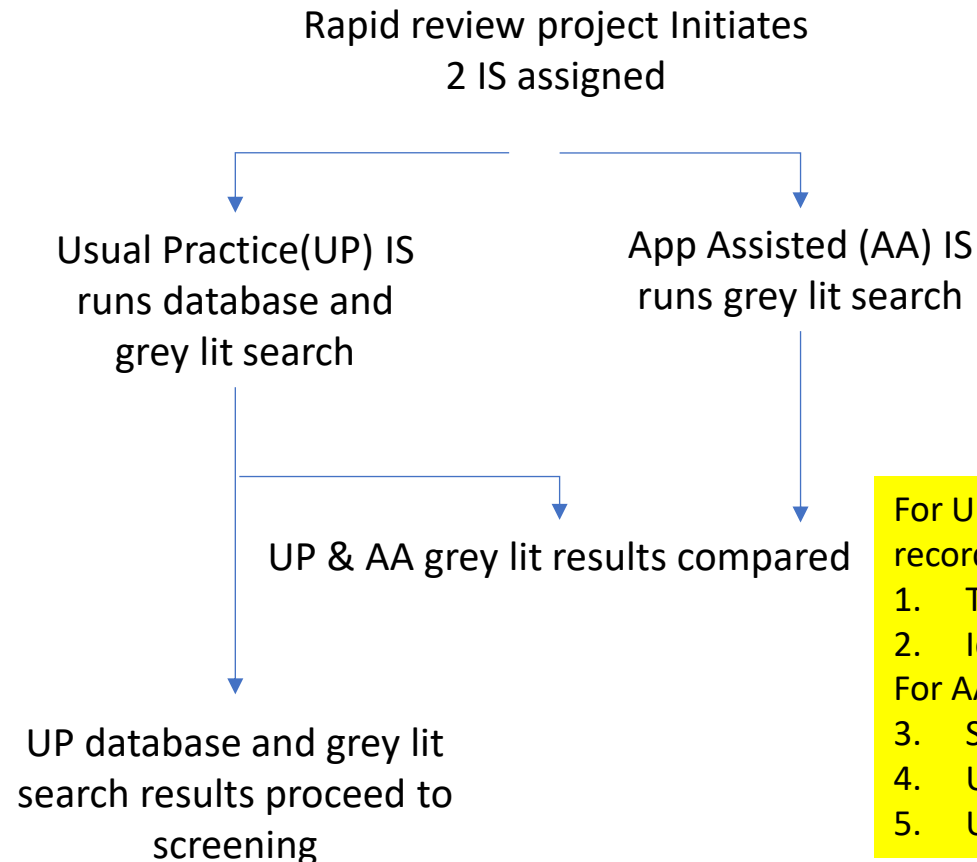 Rapid review project Initiates
2 IS assigned
Usual Practice(UP) IS
runs database and
grey lit search
App Assisted (AA) IS
runs grey lit search
UP & AA grey lit results compared
For U
record
1.
2.
For A
3.
4.
5.
UP database and grey lit
search results proceed to
screening